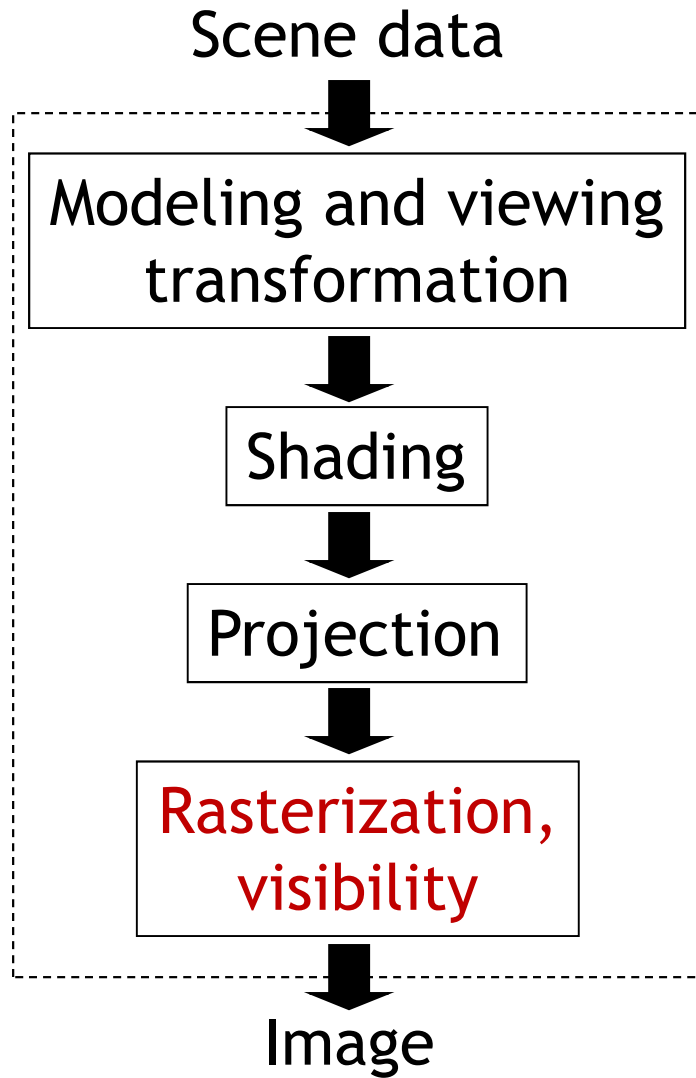 Scene data
Modeling and viewing
transformation
Shading
Projection
Rasterization,
visibility
Image